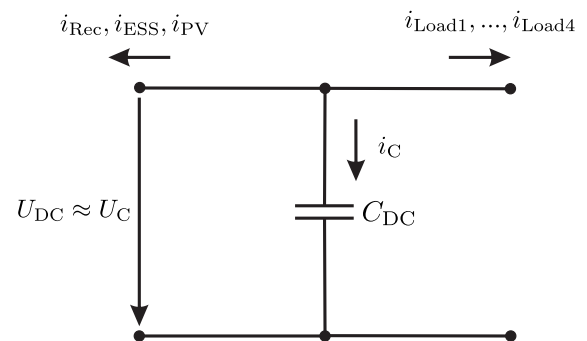 i_Rec, i_ESS, i_PV
i_Load1, ..., i_Load4
i_C
U_DC ≈ U_C
C_DC